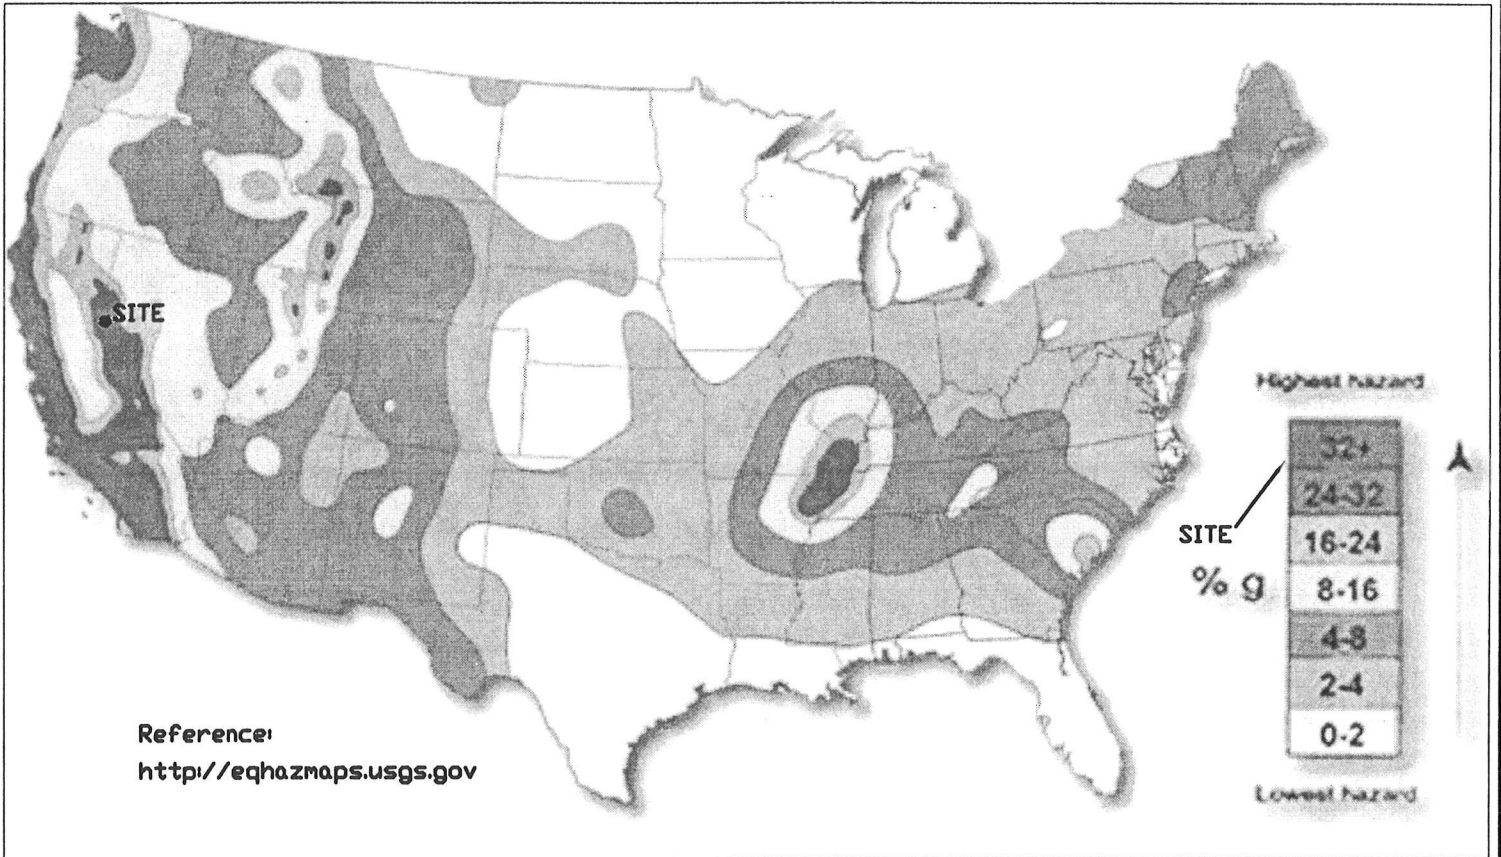 SITE
Highest hazard
32+
24-32
SITE
16-24
% g
8-16
4-8
2-4
0-2
Lowest hazard
Reference:
http://eqhazmaps.usgs.gov